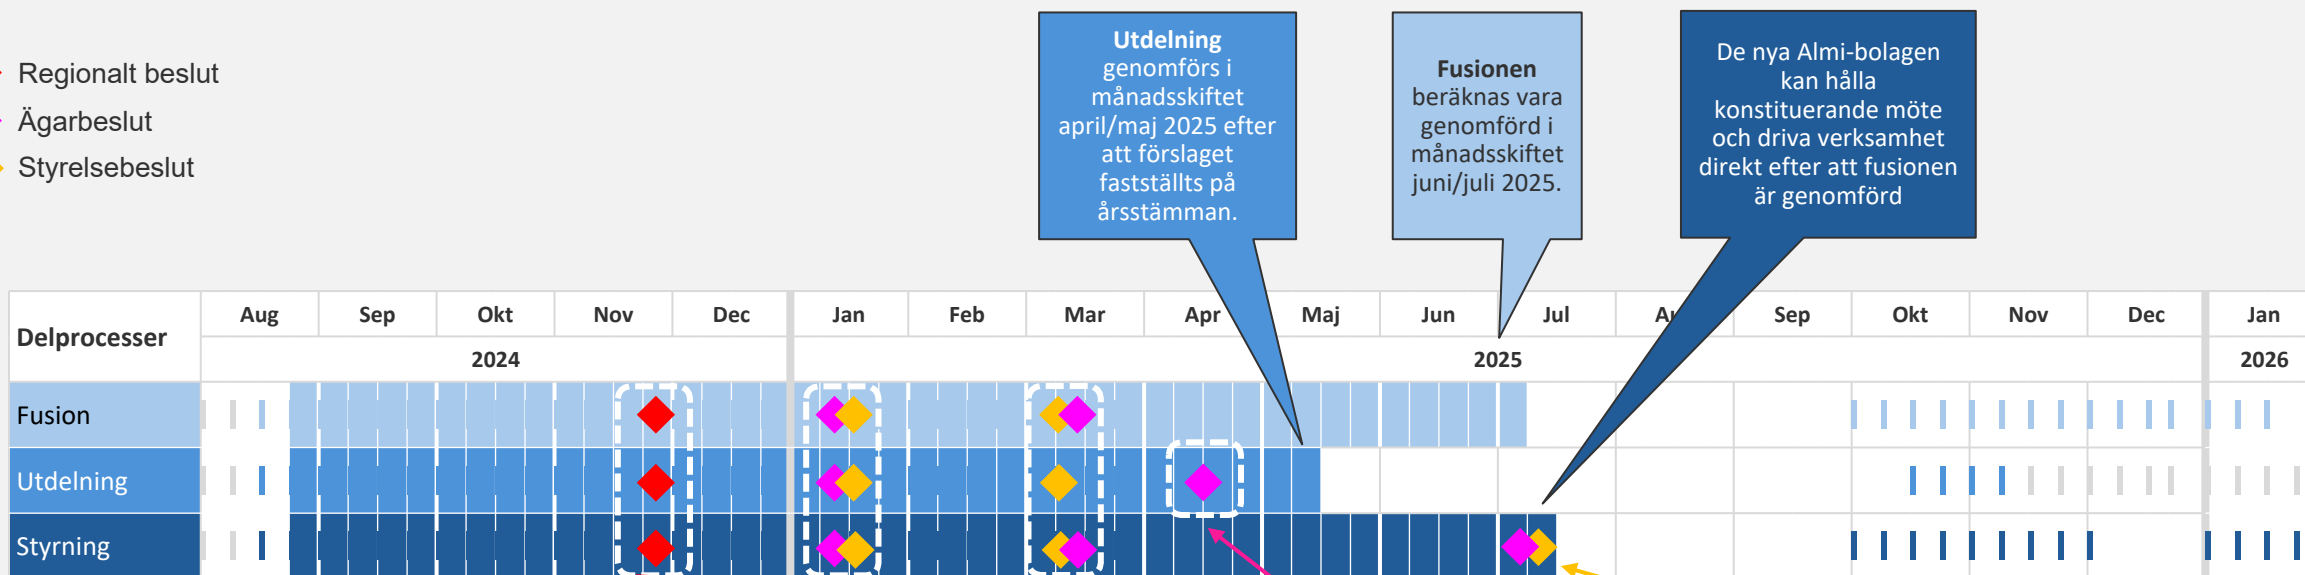 Regionalt beslut
Ägarbeslut
Styrelsebeslut
Utdelning
genomförs i
månadsskiftet
april/maj 2025 efter
att förslaget
fastställts på
årsstämman.
Fusionen
beräknas vara
genomförd i
månadsskiftet
juni/juli 2025.
De nya Almi-bolagen
kan hålla
konstituerande möte
och driva verksamhet
direkt efter att fusionen
är genomförd
Delprocesser
Aug Sep Okt Nov Dec Jan Feb Mar Apr Maj Jun Jul Sep Okt Nov Dec Jan
2024 2025 2026
Fusion
Utdelning
Styrning